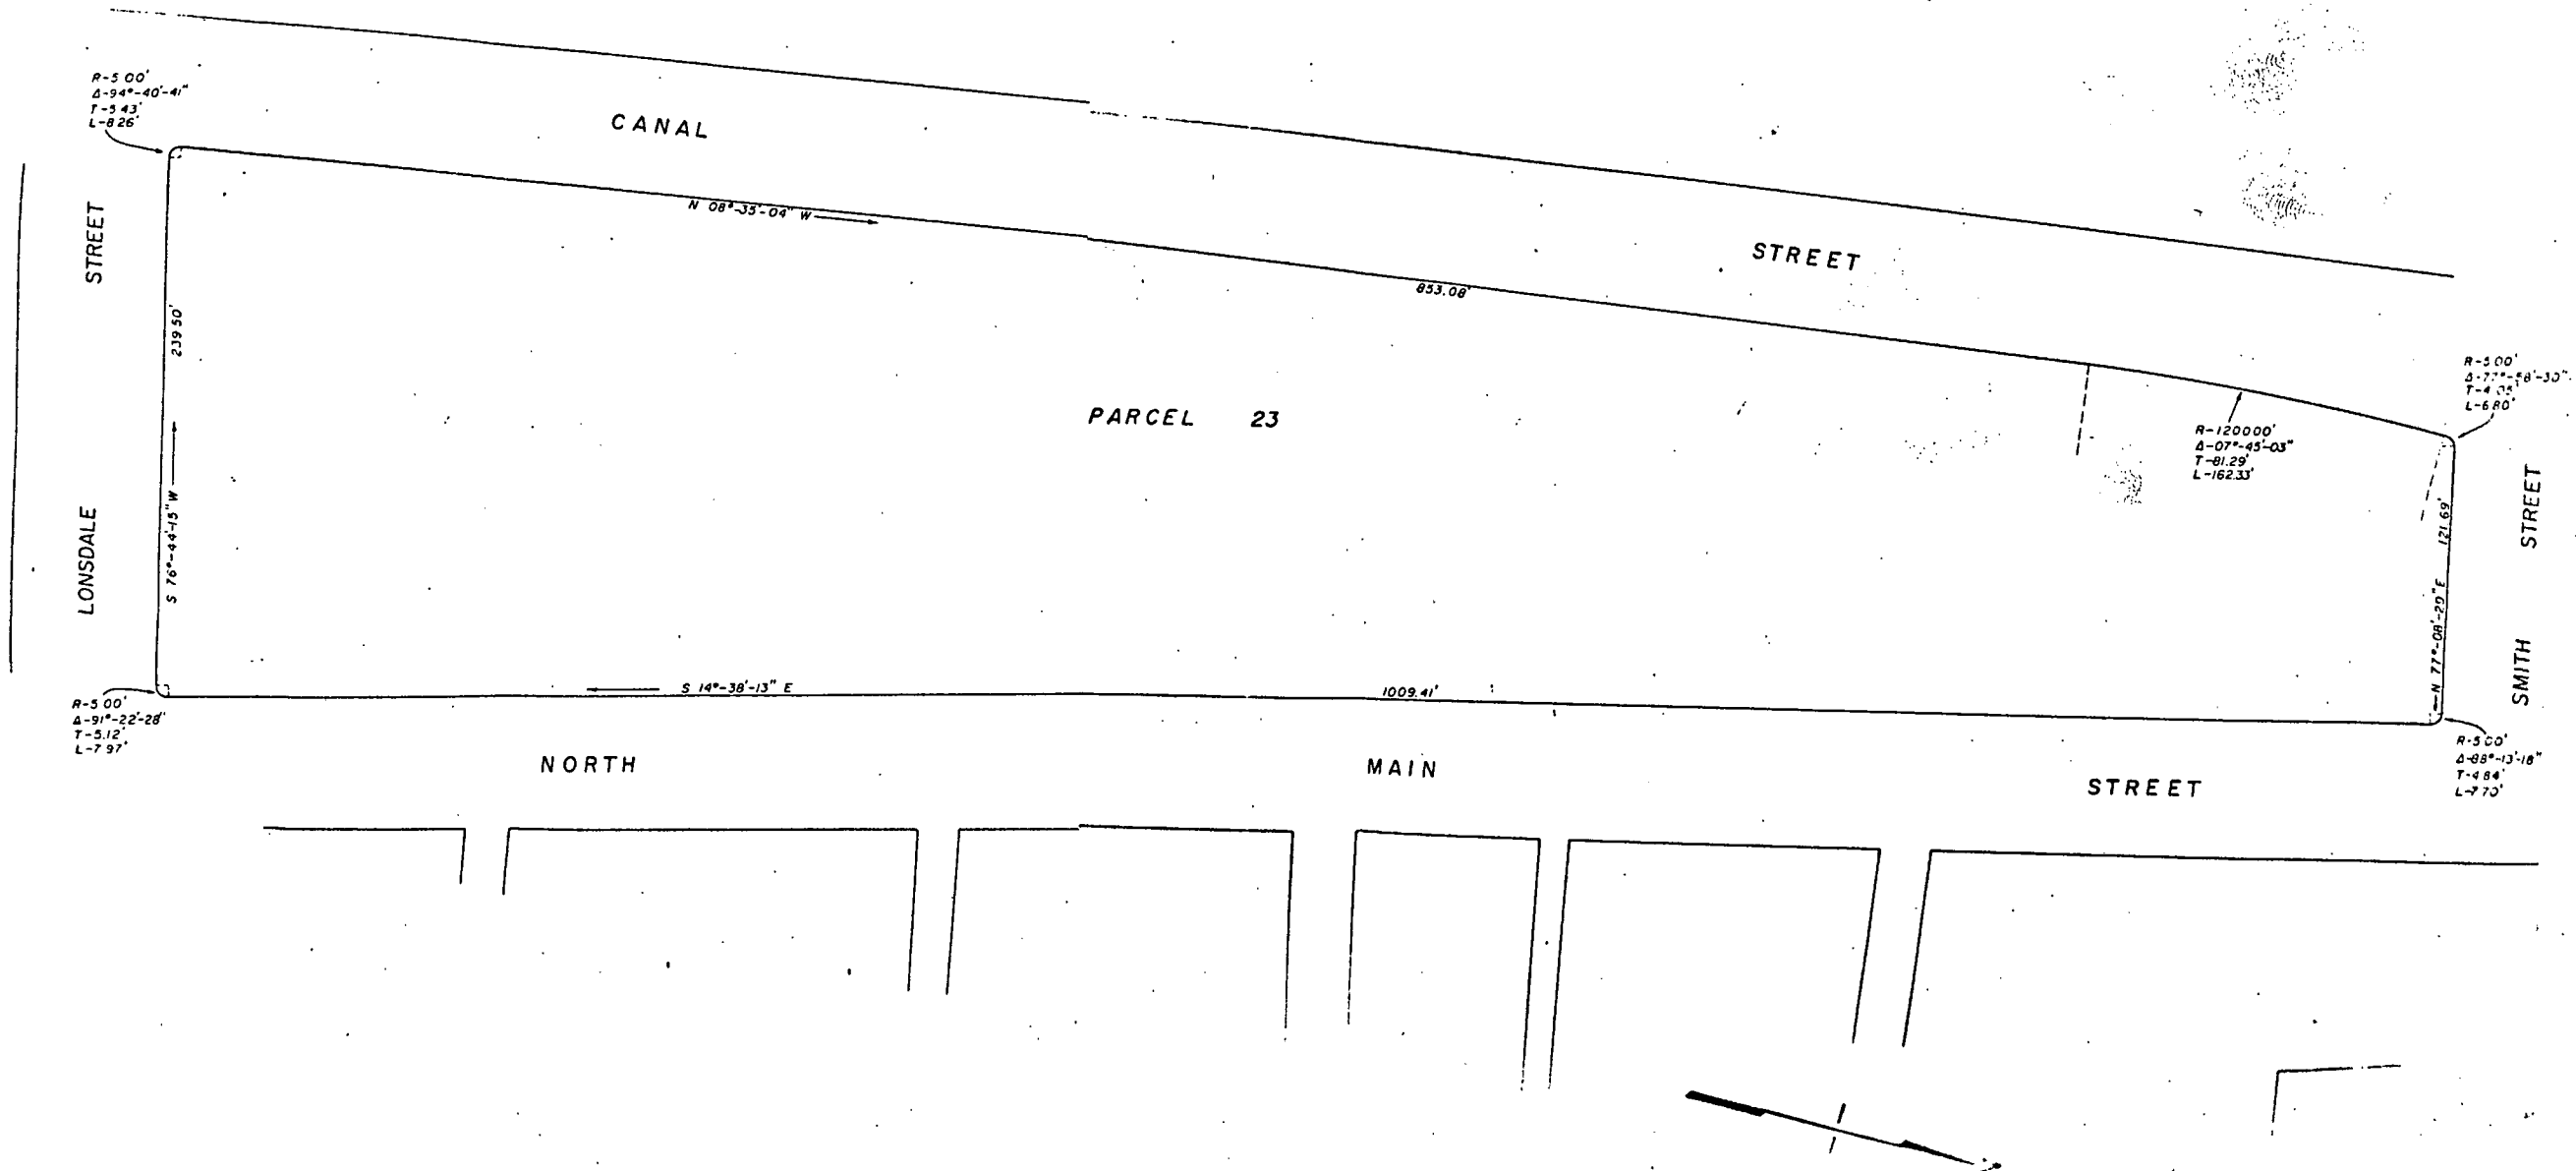 R-5.00'
Δ-94°-40'-41"
T-5.43'
L-8.26'
CANAL
STREET
N 08°-35'-04" W
853.08'
STREET
LONSDALE
239.50'
S 76°-44'-15" W
PARCEL 23
R-1200.00'
Δ-07°-45'-03"
T-81.29'
L-162.33'
R-5.00'
Δ-77°-58'-30"
T-4.05'
L-6.80'
STREET
SMITH
121.69'
N 77°-08'-29" E
S 14°-38'-13" E
1009.41'
R-5.00'
Δ-91°-22'-28"
T-5.12'
L-7.97'
R-5.00'
Δ-88°-13'-18"
T-4.84'
L-7.70'
NORTH MAIN STREET